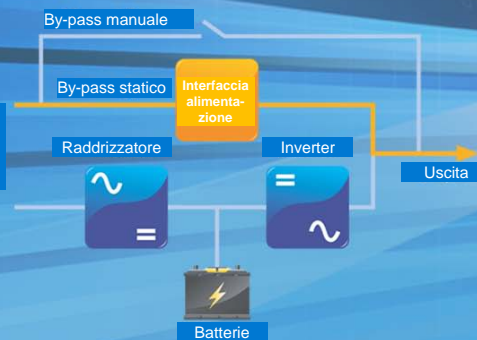 By-pass manuale
By-pass statico
Interfaccia
alimenta-
zione
Raddrizzatore
Inverter
Uscita
Batterie